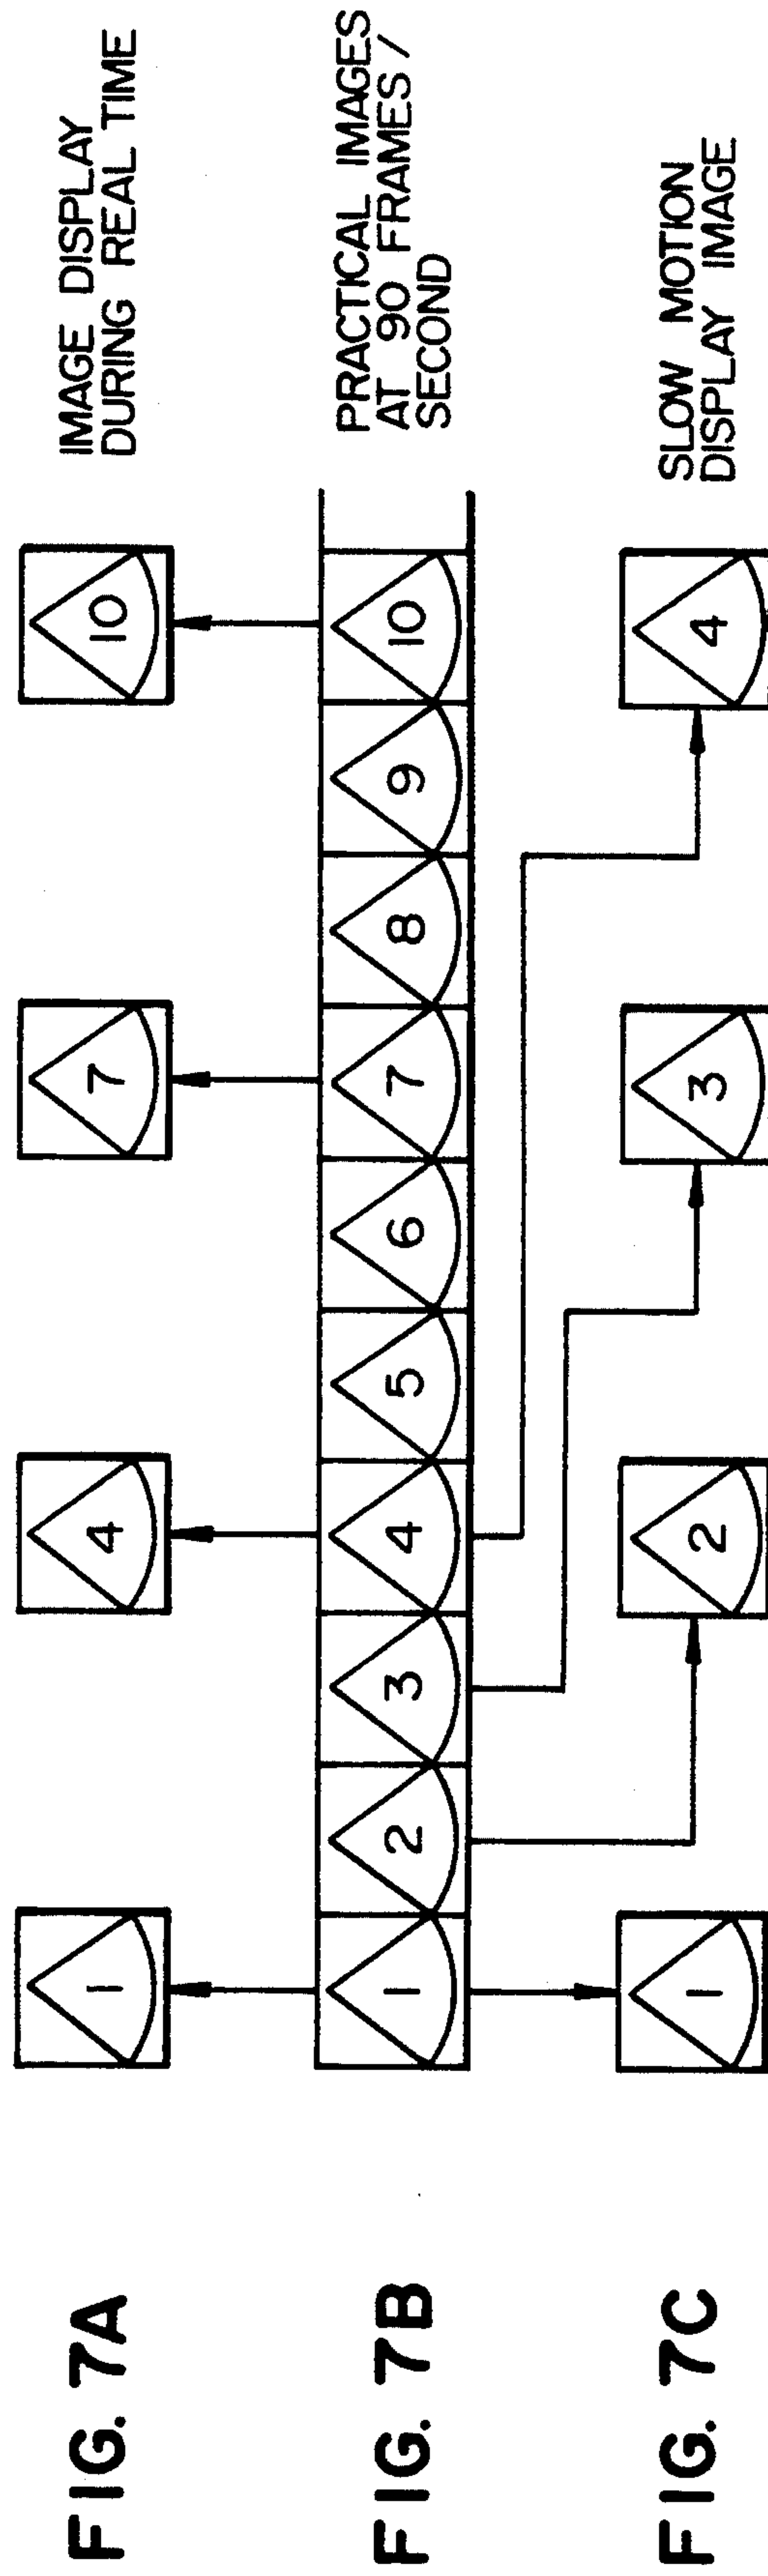 FIG. 7A
1 4 7 10
IMAGE DISPLAY
DURING REAL TIME
FIG. 7B
1 2 3 4 5 6 7 8 9 10
PRACTICAL IMAGES
AT 90 FRAMES /
SECOND
FIG. 7C
1 2 3 4
SLOW MOTION
DISPLAY IMAGE